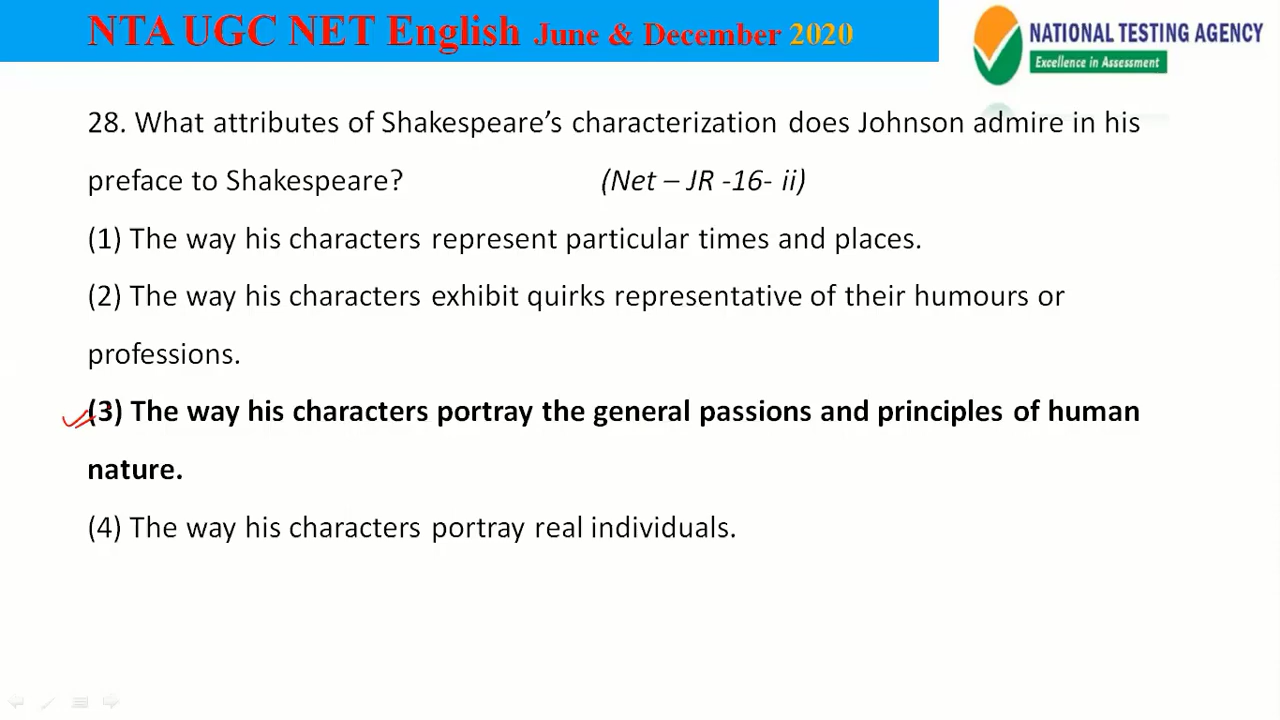 NTA UGC NET English June & December 2020
NATIONAL TESTING AGENCY
Excellence in Assessment
28. What attributes of Shakespeare’s characterization does Johnson admire in his
preface to Shakespeare? (Net – JR -16- ii)
(1) The way his characters represent particular times and places.
(2) The way his characters exhibit quirks representative of their humours or
professions.
(3) The way his characters portray the general passions and principles of human
nature.
(4) The way his characters portray real individuals.